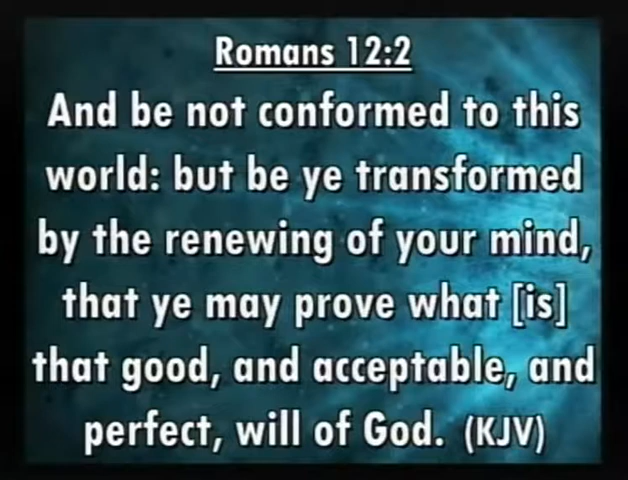 Romans 12:2
And be not conformed to this
world: but be ye transformed
by the renewing of your mind,
that ye may prove what [is]
that good, and acceptable, and
perfect, will of God. (KJV)